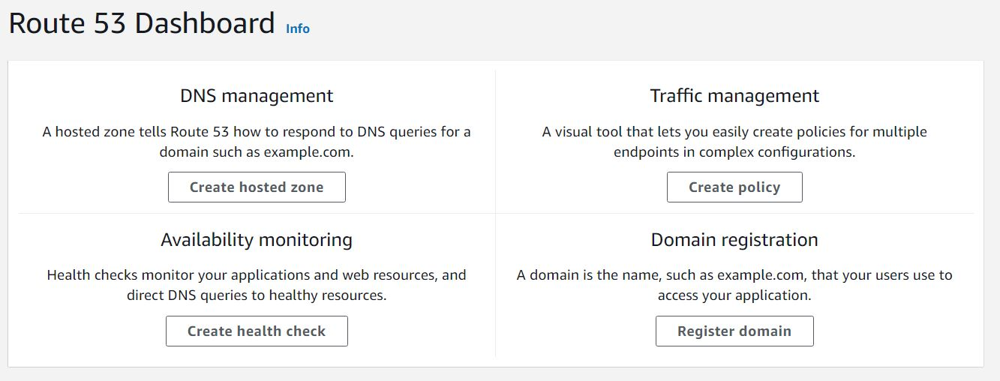 Route 53 Dashboard Info
DNS management
A hosted zone tells Route 53 how to respond to DNS queries for a
domain such as example.com.
Create hosted zone
Traffic management
A visual tool that lets you easily create policies for multiple
endpoints in complex configurations.
Create policy
Availability monitoring
Health checks monitor your applications and web resources, and
direct DNS queries to healthy resources.
Create health check
Domain registration
A domain is the name, such as example.com, that your users use to
access your application.
Register domain